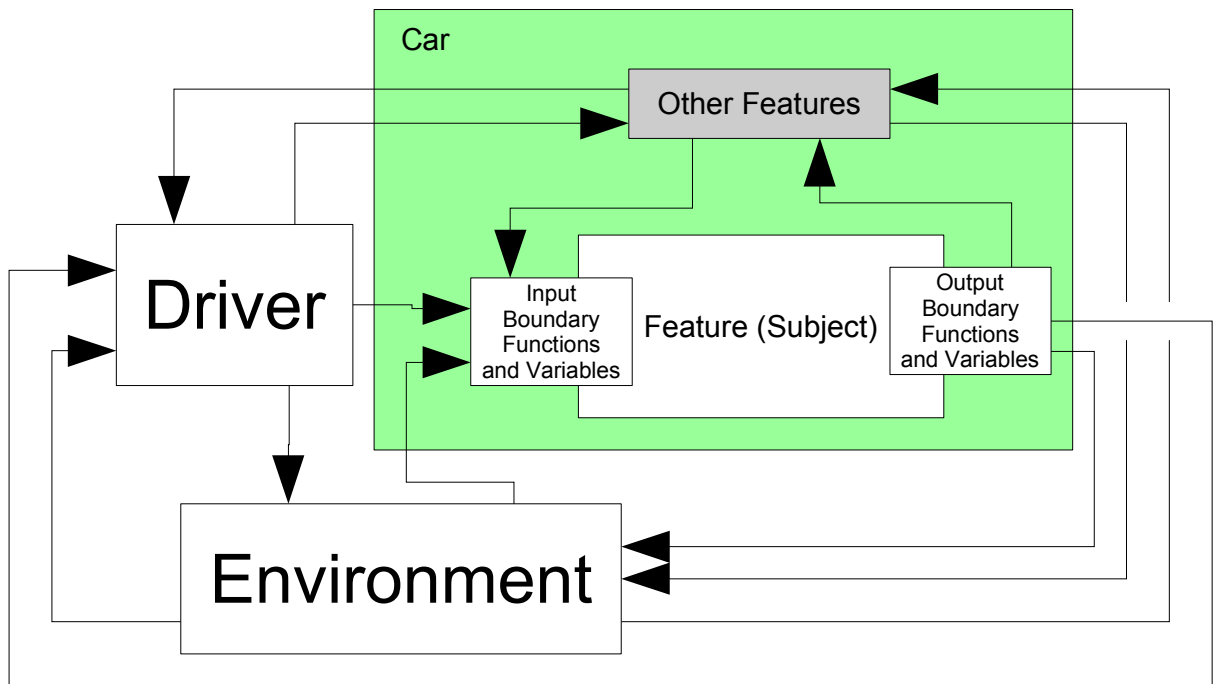 Car
Other Features
Driver
Input
Boundary
Functions
and Variables
Feature (Subject)
Output
Boundary
Functions
and Variables
Environment